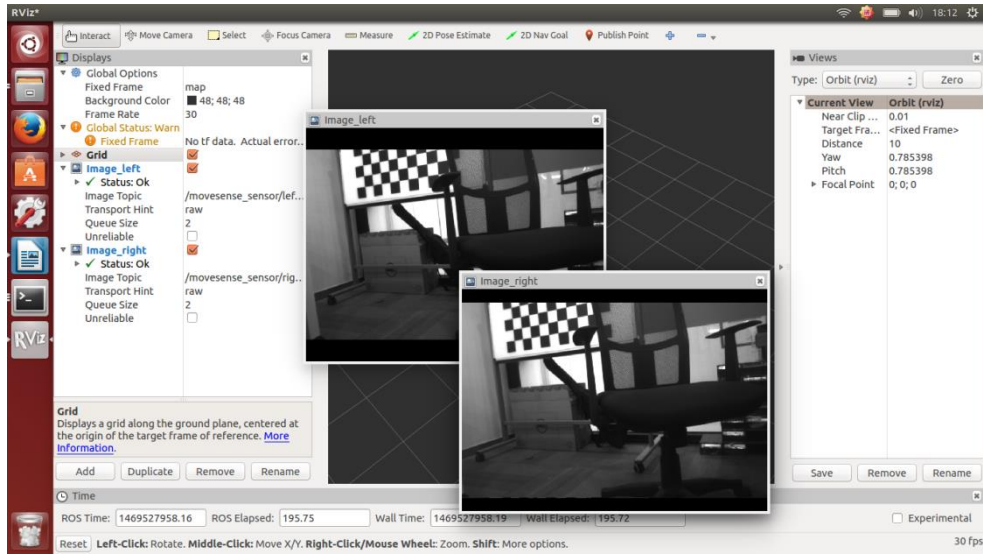 RViz*
18:12
Interact Move Camera Select Focus Camera Measure 2D Pose Estimate 2D Nav Goal Publish Point
Displays
Global Options
Fixed Frame map
Background Color 48; 48; 48
Frame Rate 30
Global Status: Warn
Fixed Frame No tf data. Actual error..
Grid
Image_left
Status: Ok
Image Topic /movesense_sensor/lef...
Transport Hint raw
Queue Size 2
Unreliable
Image_right
Status: Ok
Image Topic /movesense_sensor/rig...
Transport Hint raw
Queue Size 2
Unreliable
Grid
Displays a grid along the ground plane, centered at
the origin of the target frame of reference. More
Information.
Add Duplicate Remove Rename
Image_left
Image_right
Views
Type: Orbit (rviz) Zero
Current View Orbit (rviz)
Near Clip ... 0.01
Target Fra... <Fixed Frame>
Distance 10
Yaw 0.785398
Pitch 0.785398
Focal Point 0; 0; 0
Save Remove Rename
Time
ROS Time: 1469527958.16 ROS Elapsed: 195.75 Wall Time: 1469527958.19 Wall Elapsed: 195.72 Experimental
Reset Left-Click: Rotate. Middle-Click: Move X/Y. Right-Click/Mouse Wheel: Zoom. Shift: More options. 30 fps
RViz